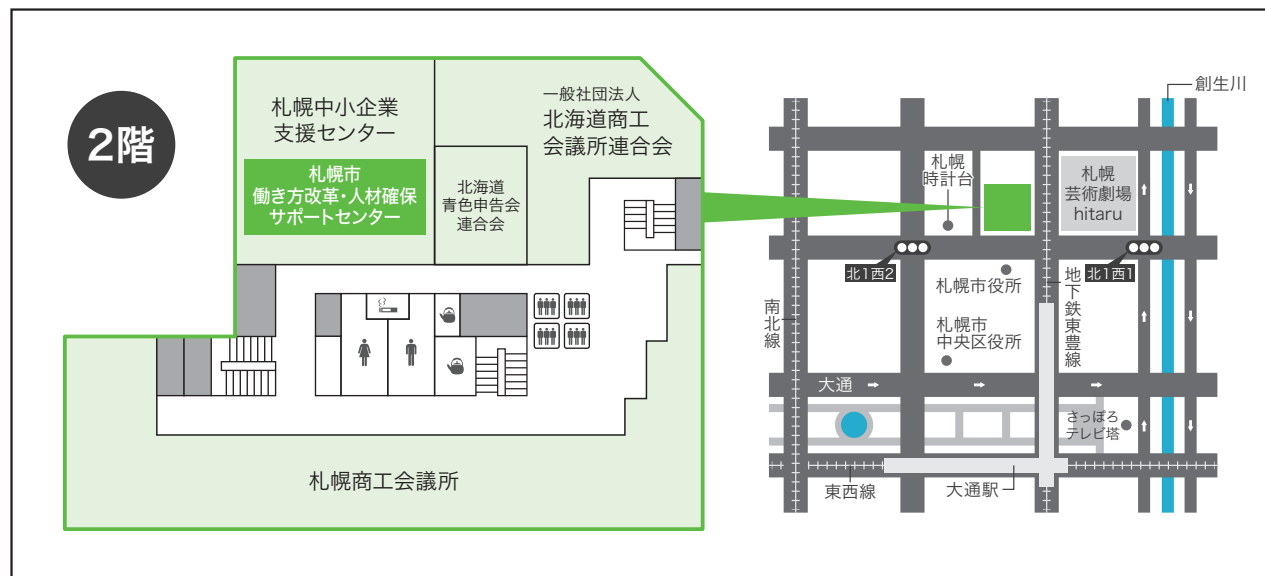 2階
札幌中小企業
支援センター
札幌市
働き方改革・人材確保
サポートセンター
一般社団法人
北海道商工
会議所連合会
北海道
青色申告会
連合会
札幌商工会議所
創生川
札幌
時計台
札幌
芸術劇場
hitaru
北1西2
北1西1
札幌市役所
札幌市
中央区役所
南北線
地下鉄東豊線
大通
さっぽろ
テレビ塔
東西線
大通駅